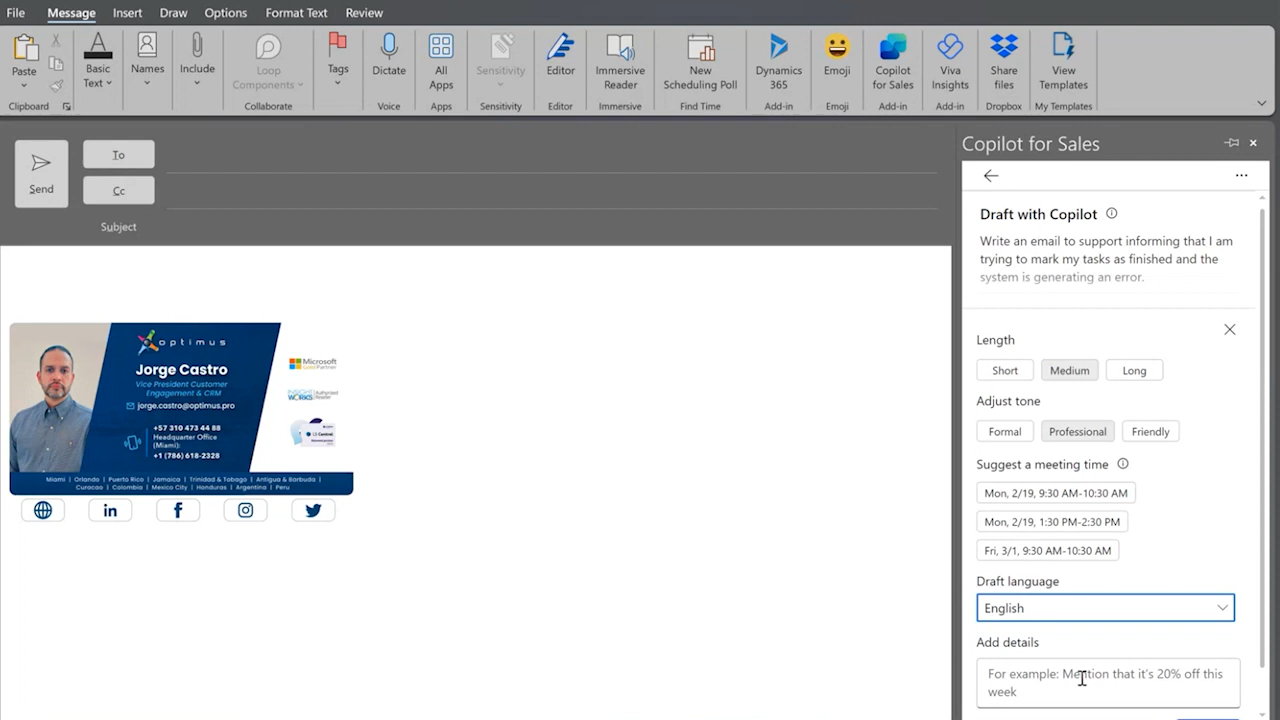 File Message Insert Draw Options Format Text Review
Paste
Basic Text
Names
Include
Loop Components
Tags
Dictate
All Apps
Sensitivity
Editor
Immersive Reader
New Scheduling Poll
Dynamics 365
Emoji
Copilot for Sales
Viva Insights
Share files
View Templates
Clipboard Collaborate Voice Apps Sensitivity Editor Immersive Find Time Add-in Emoji Add-in Add-in Dropbox My Templates
Send
To
Cc
Subject
optimus
Jorge Castro
Vice President Customer
Engagement & CRM
jorge.castro@optimus.pro
+57 310 473 44 88
Headquarter Office
(Miami):
+1 (786) 618-2328
Microsoft
Miami | Orlando | Puerto Rico | Jamaica | Trinidad & Tobago | Antigua & Barbuda |
Curacao | Colombia | Mexico City | Honduras | Argentina | Peru
Copilot for Sales
Draft with Copilot
Write an email to support informing that I am
trying to mark my tasks as finished and the
system is generating an error.
Length
Short Medium Long
Adjust tone
Formal Professional Friendly
Suggest a meeting time
Mon, 2/19, 9:30 AM-10:30 AM
Mon, 2/19, 1:30 PM-2:30 PM
Fri, 3/1, 9:30 AM-10:30 AM
Draft language
English
Add details
For example: Mention that it's 20% off this
week